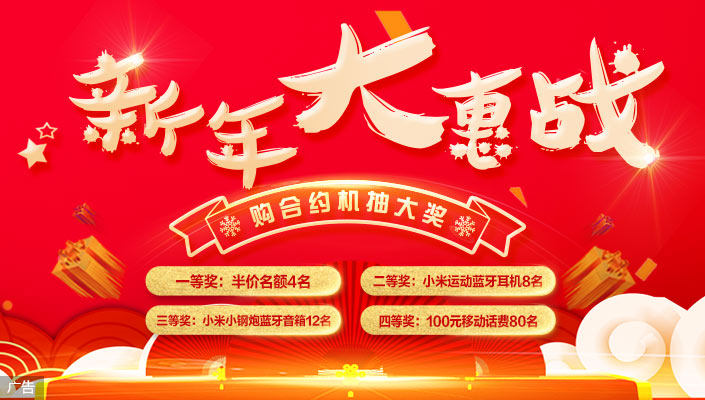 新年大惠战
购合约机抽大奖
一等奖：半价名额4名
二等奖：小米运动蓝牙耳机8名
三等奖：小米小钢炮蓝牙音箱12名
四等奖：100元移动话费80名
广告